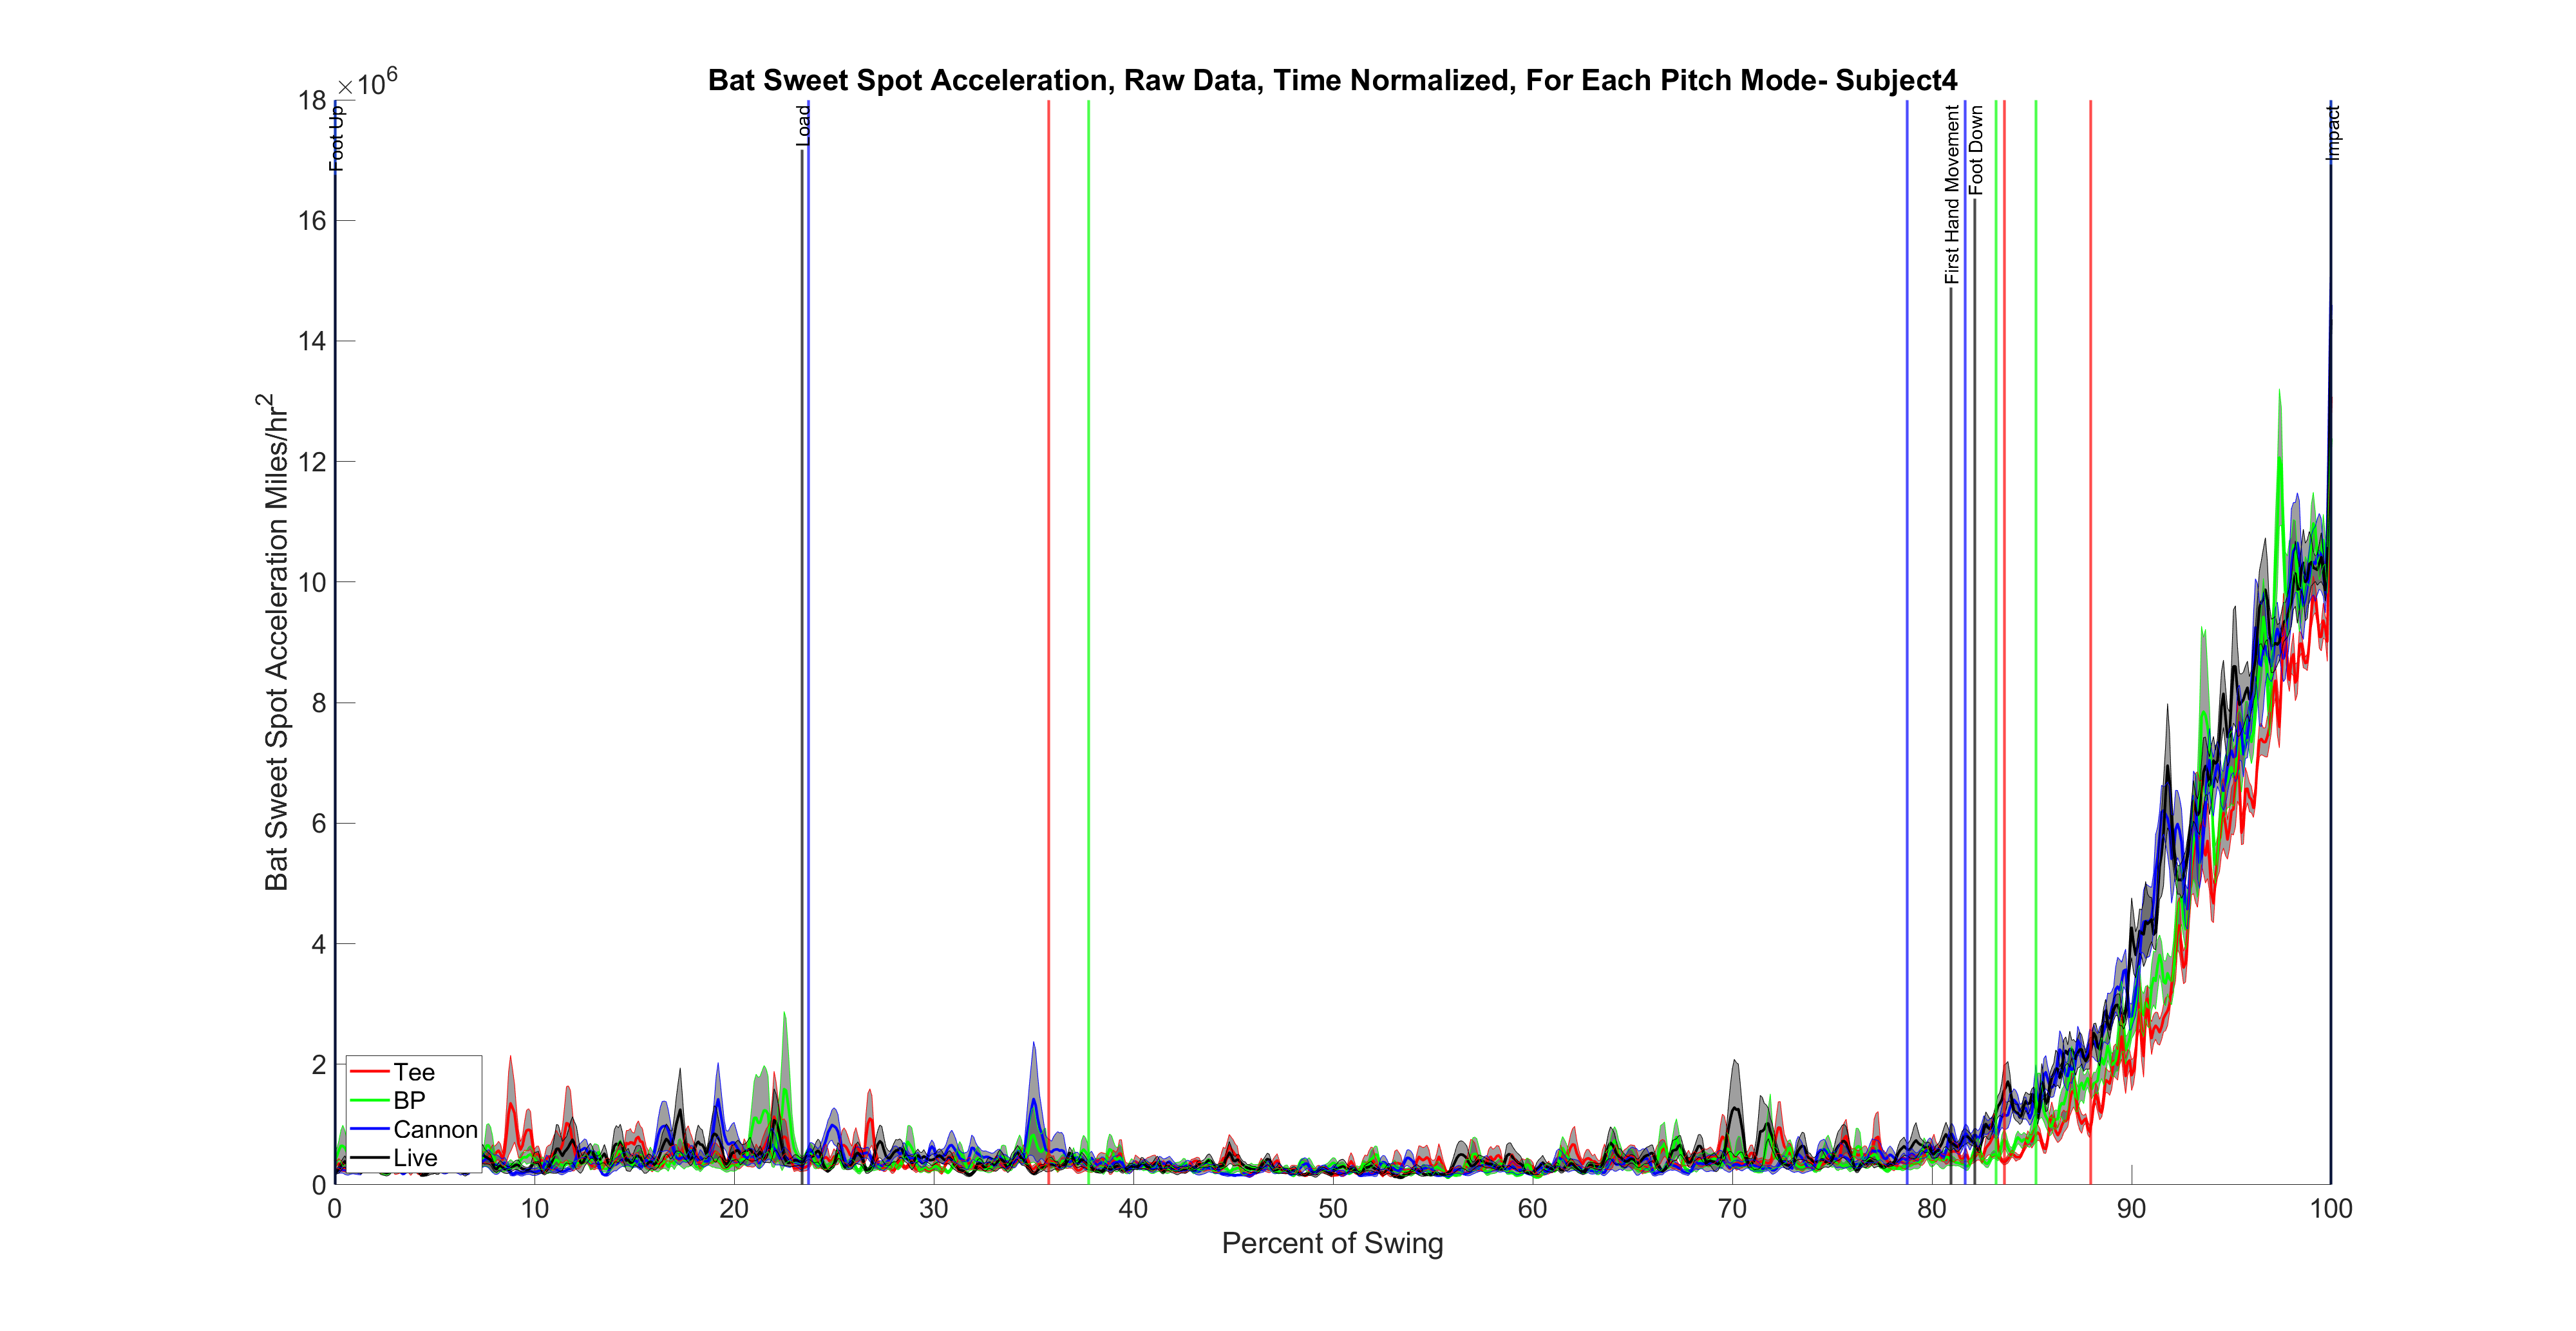 Bat Sweet Spot Acceleration, Raw Data, Time Normalized, For Each Pitch Mode- Subject4
×10⁶
18
16
14
12
10
8
6
4
2
0
Bat Sweet Spot Acceleration Miles/hr²
Foot Up
Load
First Hand Movement
Foot Down
Impact
Tee
BP
Cannon
Live
0 10 20 30 40 50 60 70 80 90 100
Percent of Swing